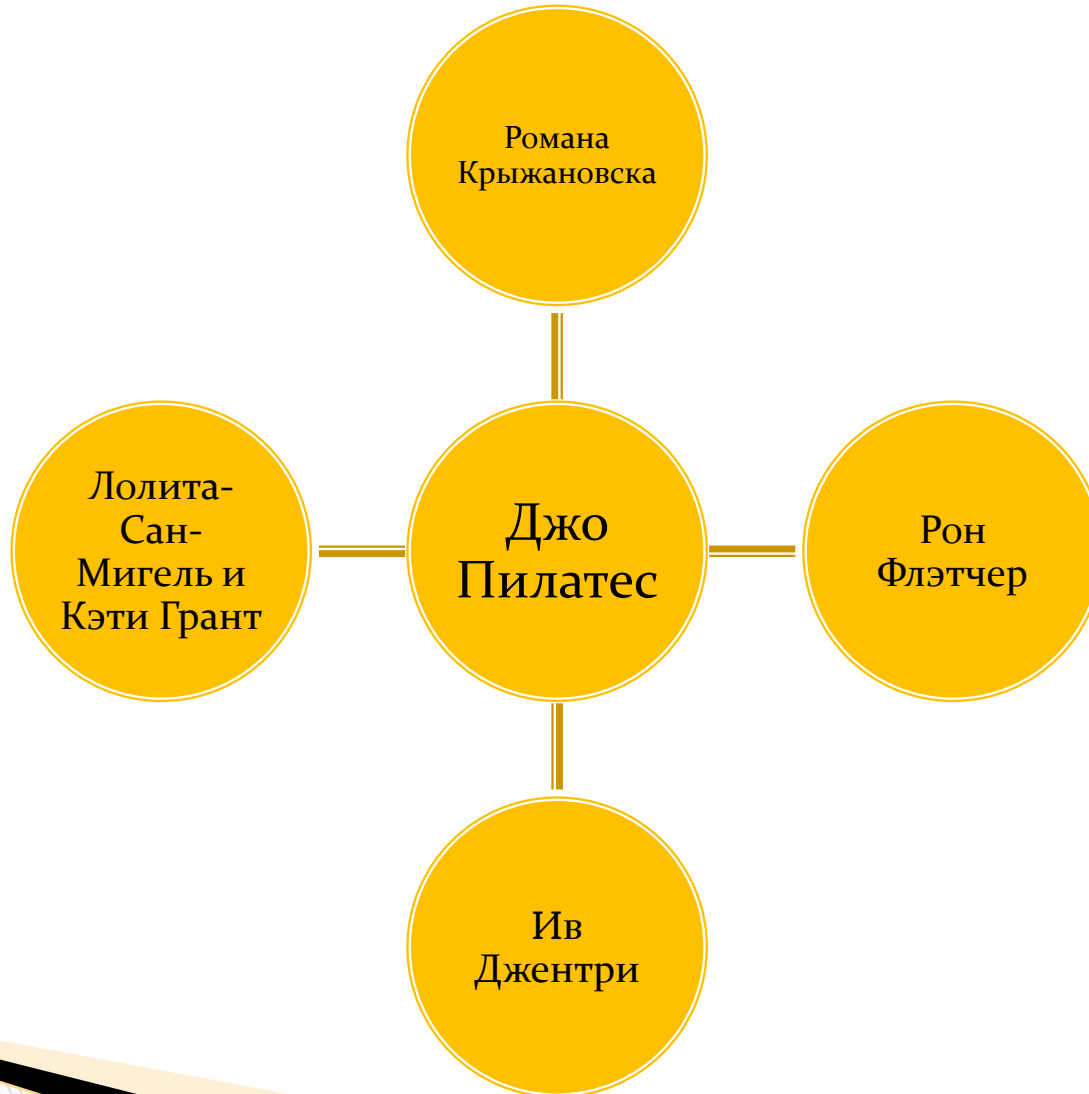 Романа
Крыжановска
Лолита-
Сан-
Мигель и
Кэти Грант
Джо
Пилатес
Рон
Флэтчер
Ив
Джентри